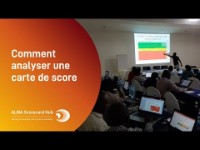 Comment
analyser une
carte de score
ALMA Scorecard Hub